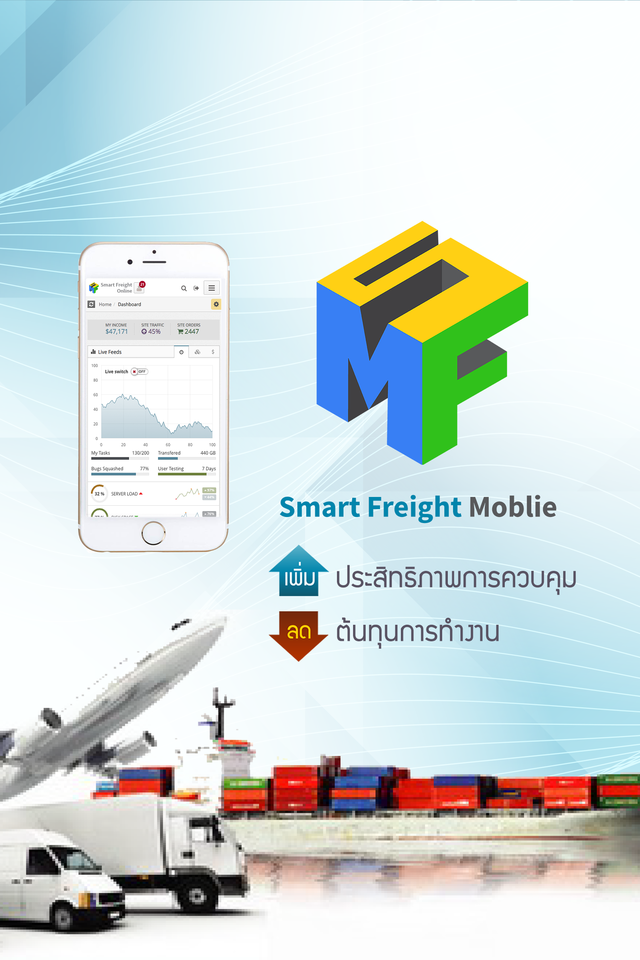 Smart Freight
Online
21
Home / Dashboard
MY INCOME
$47,171
SITE TRAFFIC
45%
SITE ORDERS
2447
Live Feeds
$
Live switch OFF
100
80
60
40
20
0
0 20 40 60 80 100
My Tasks 130/200
Transfered 440 GB
Bugs Squashed 77%
User Testing 7 Days
32 %
SERVER LOAD
SMF
Smart Freight Moblie
เพิ่ม ประสิทธิภาพการควบคุม
ลด ต้นทุนการทำงาน